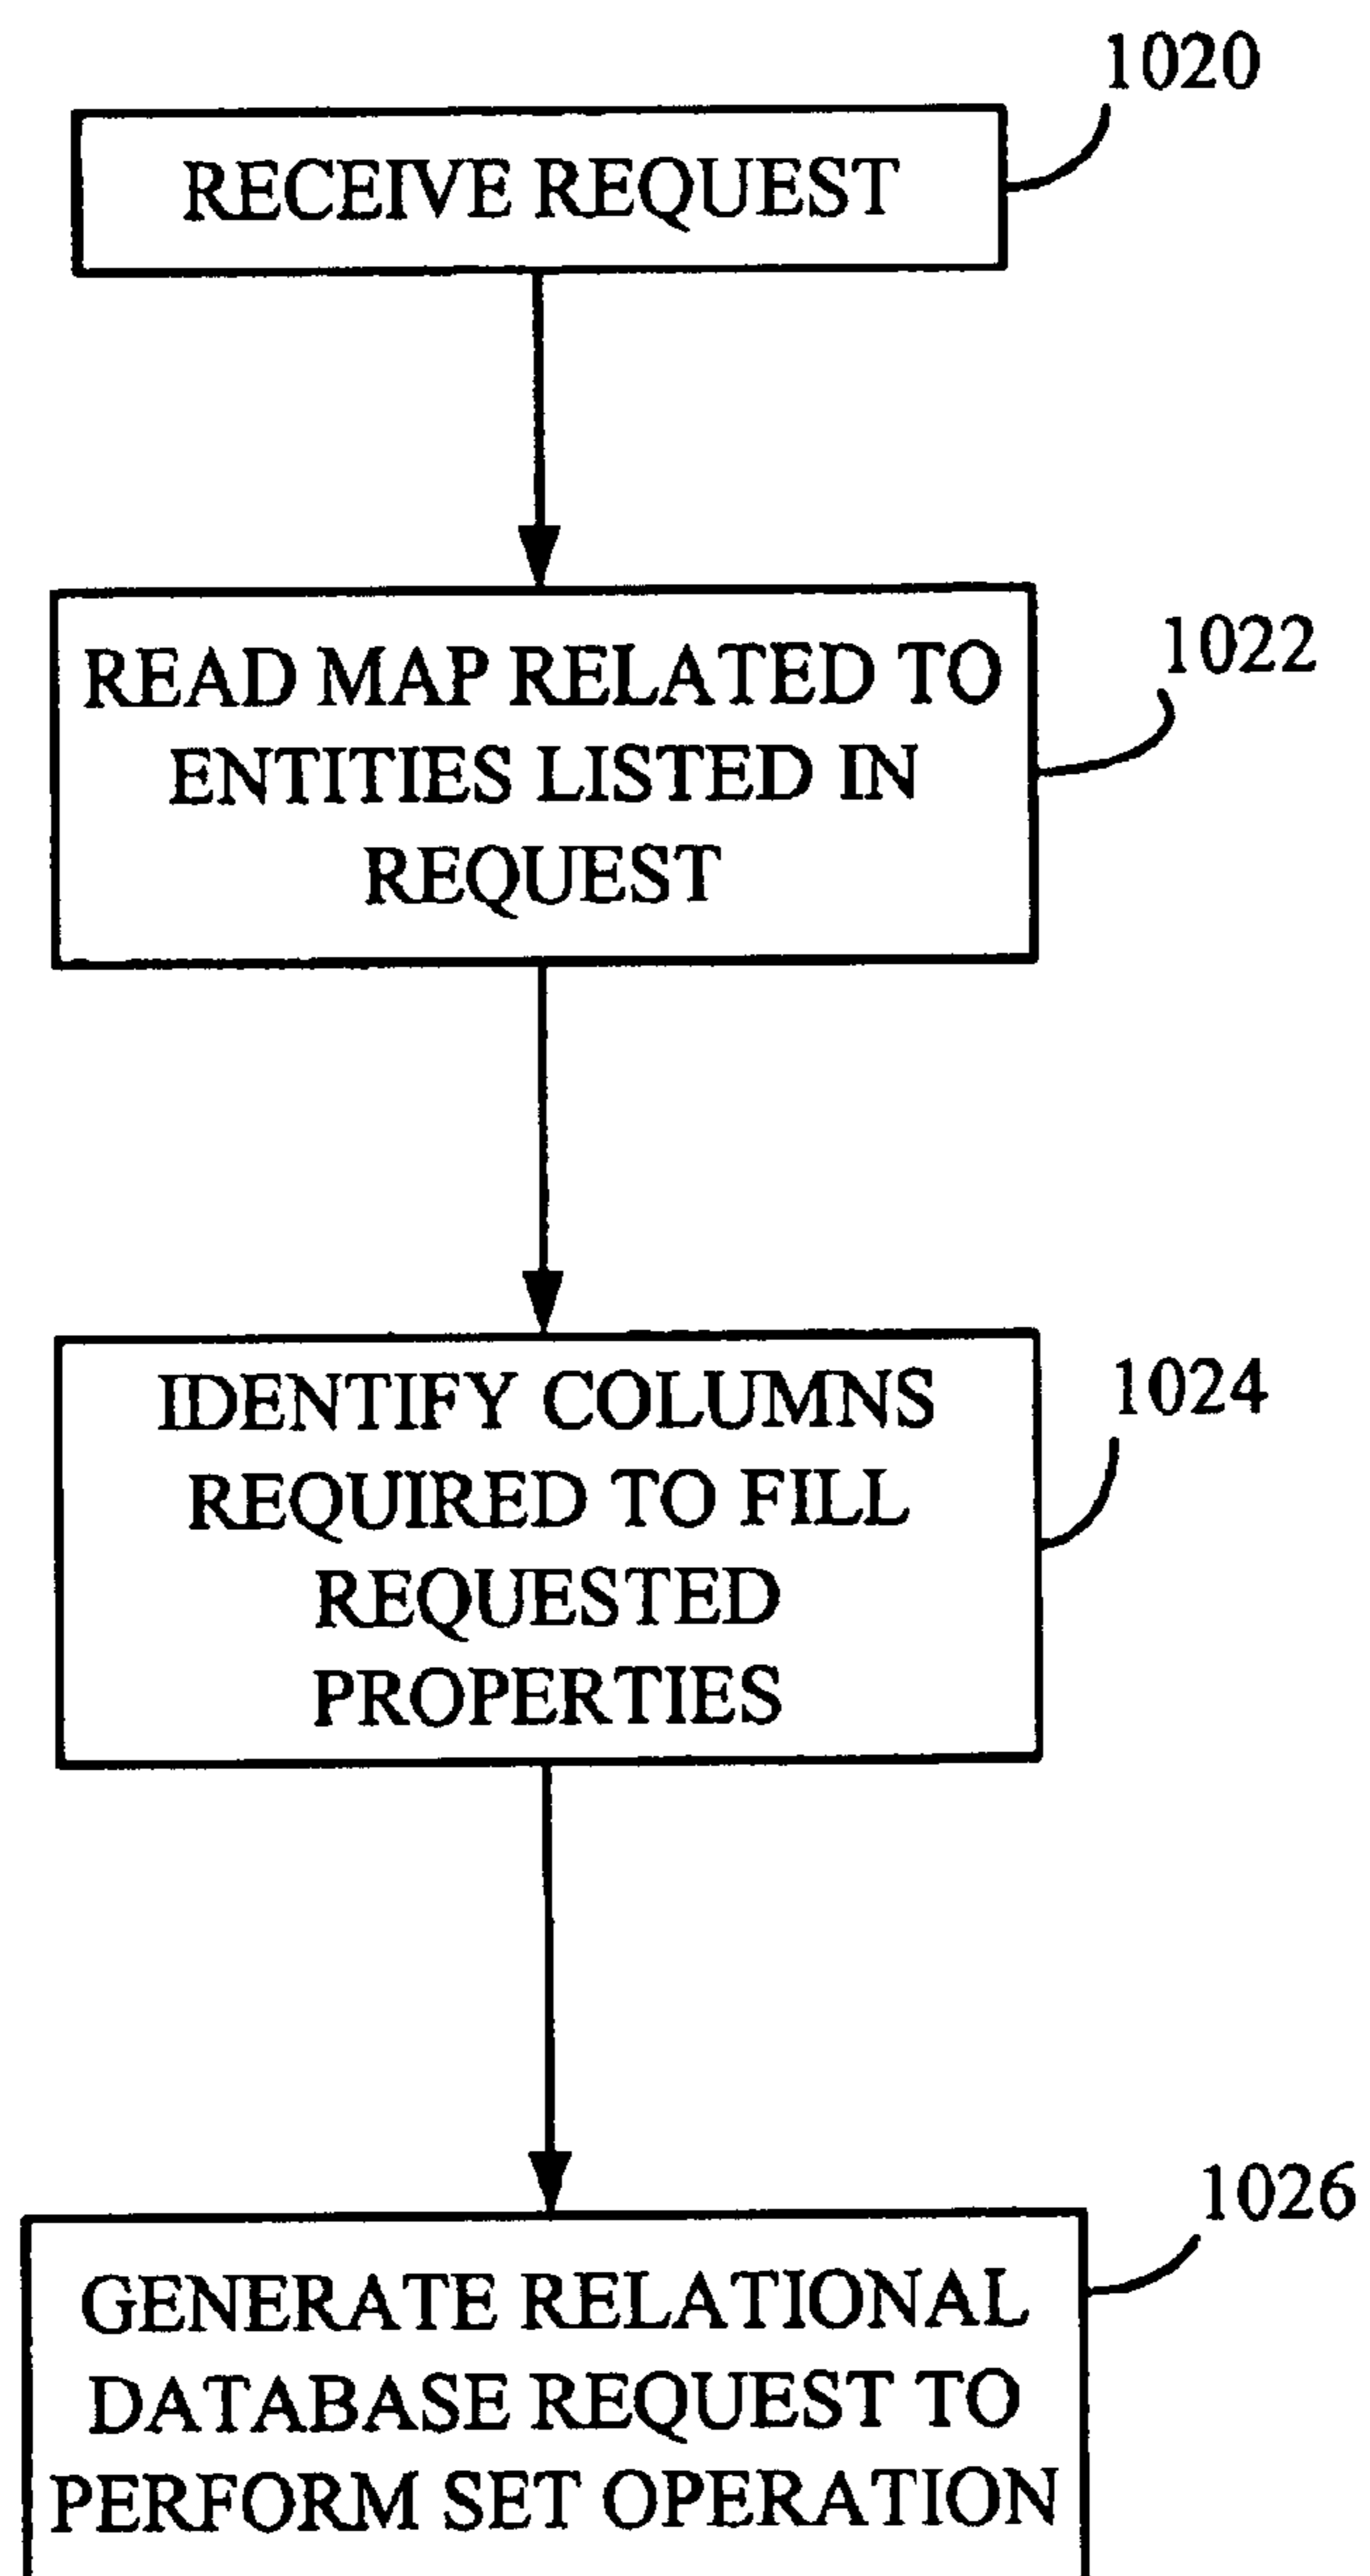 1020
RECEIVE REQUEST
1022
READ MAP RELATED TO
ENTITIES LISTED IN
REQUEST
1024
IDENTIFY COLUMNS
REQUIRED TO FILL
REQUESTED
PROPERTIES
1026
GENERATE RELATIONAL
DATABASE REQUEST TO
PERFORM SET OPERATION